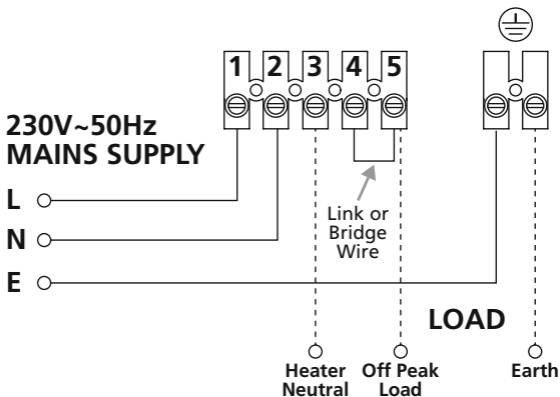 1 2 3 4 5
230V~50Hz
MAINS SUPPLY
L
N
E
Link or
Bridge
Wire
LOAD
Heater
Neutral
Off Peak
Load
Earth